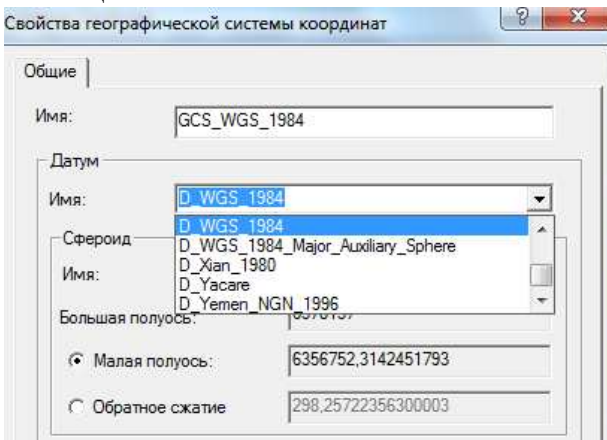 Свойства географической системы координат
Общие
Имя: GCS_WGS_1984
Датум
Имя: D_WGS_1984
D_WGS_1984
Сфероид D_WGS_1984_Major_Auxiliary_Sphere
D_Xian_1980
Имя: D_Yacare
D_Yemen_NGN_1996
Большая полуось:
Малая полуось: 6356752,3142451793
Обратное сжатие 298,25722356300003